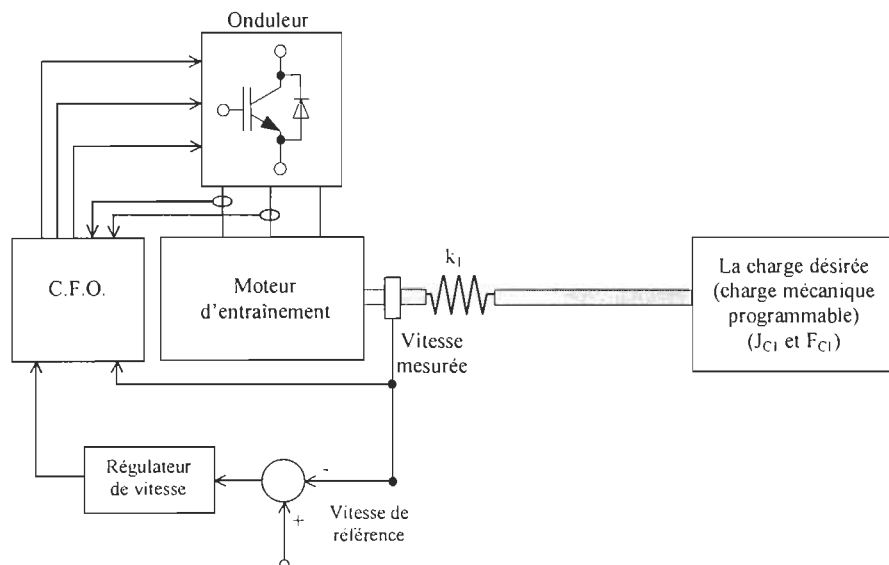 Onduleur
C.F.O.
Moteur
d'entraînement
k1
La charge désirée
(charge mécanique
programmable)
(JC1 et FC1)
Vitesse
mesurée
Régulateur
de vitesse
-
+
Vitesse de
référence